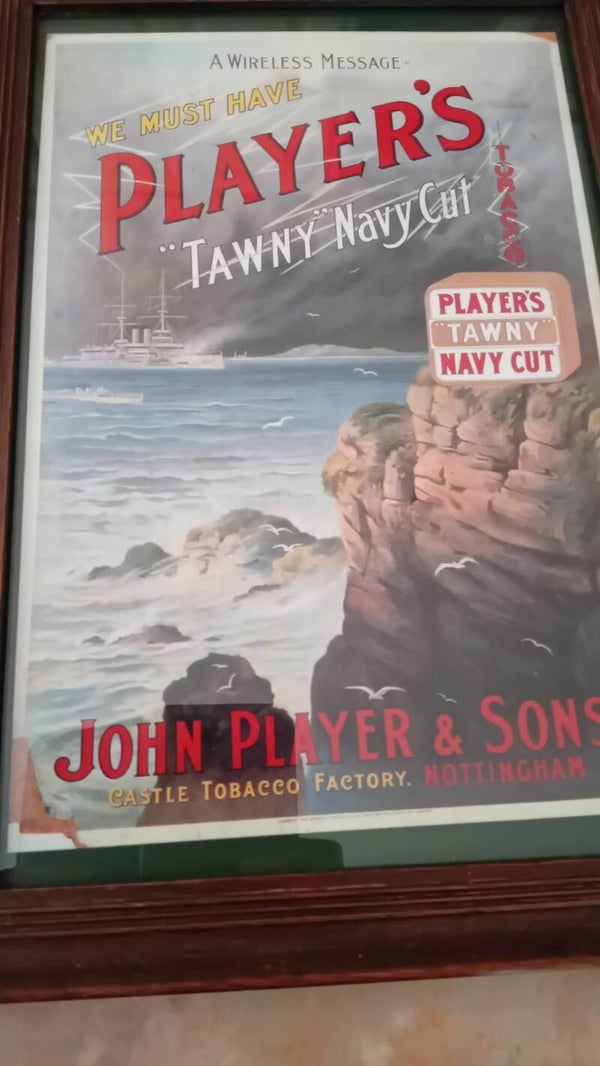 A WIRELESS MESSAGE:-
WE MUST HAVE
PLAYER'S
"TAWNY" Navy Cut
TOBACCO
PLAYER'S
"TAWNY"
NAVY CUT
JOHN PLAYER & SONS
CASTLE TOBACCO FACTORY. NOTTINGHAM